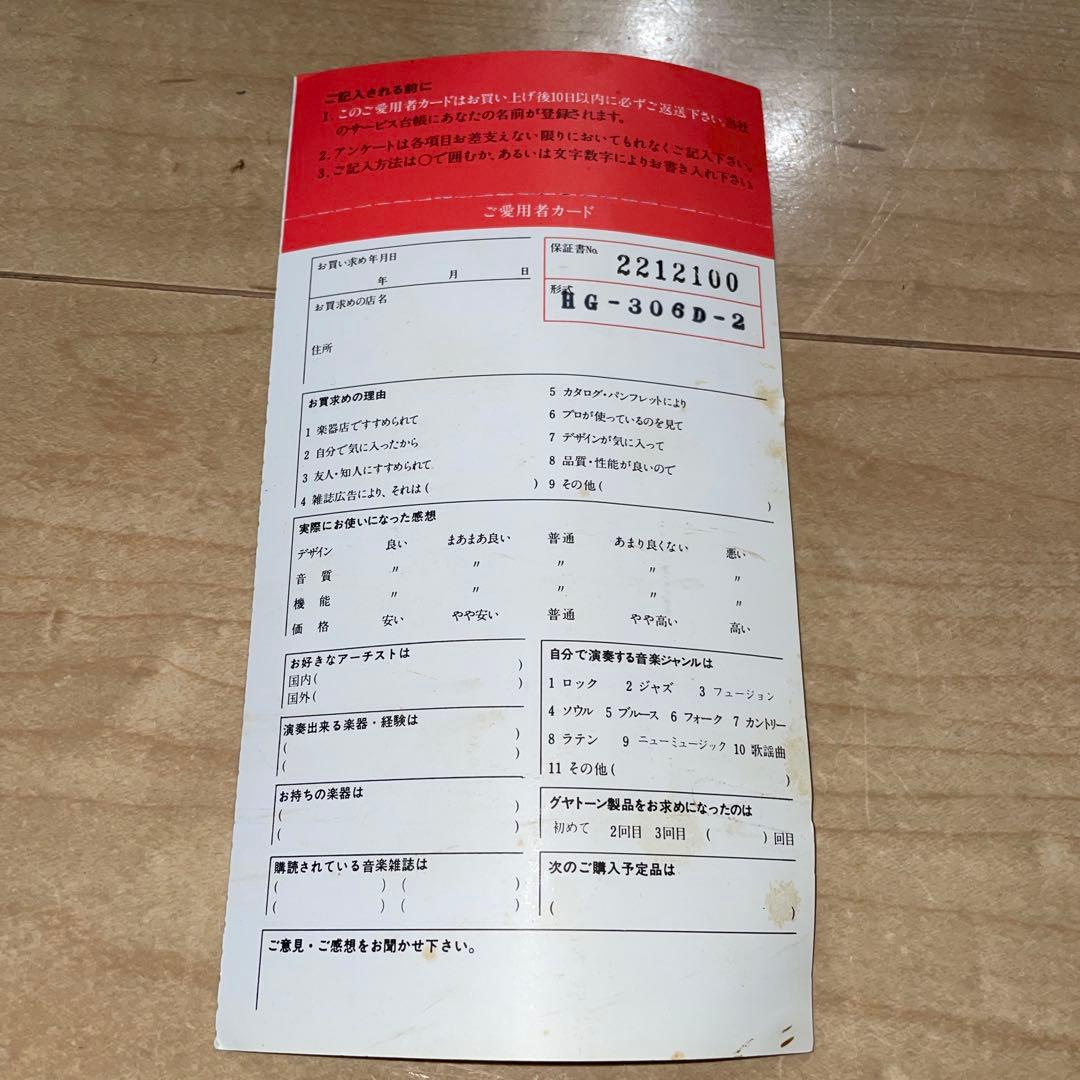 ご記入される前に
1. このご愛用者カードはお買い上げ後10日以内に必ずご返送下さい当社
のサービス台帳にあなたの名前が登録されます。
2. アンケートは各項目お差支えない限りにおいてもれなくご記入下さい。
3. ご記入方法は○で囲むか、あるいは文字数字によりお書き入れ下さい
ご愛用者カード
お買い求め年月日
年 月 日
保証書No. 2212100
形式 HG-306D-2
お買求めの店名
住所
お買求めの理由
1 楽器店ですすめられて
2 自分で気に入ったから
3 友人・知人にすすめられて
4 雑誌広告により、それは( )
5 カタログ・パンフレットにより
6 プロが使っているのを見て
7 デザインが気に入って
8 品質・性能が良いので
9 その他( )
実際にお使いになった感想
デザイン 良い まあまあ良い 普通 あまり良くない 悪い
音質 〃 〃 〃 〃 〃
機能 〃 〃 〃 〃 〃
価格 安い やや安い 普通 やや高い 高い
お好きなアーチストは
国内( )
国外( )
演奏出来る楽器・経験は
( )
( )
お持ちの楽器は
( )
( )
購読されている音楽雑誌は
( ) ( )
( ) ( )
自分で演奏する音楽ジャンルは
1 ロック 2 ジャズ 3 フュージョン
4 ソウル 5 ブルース 6 フォーク 7 カントリー
8 ラテン 9 ニューミュージック 10 歌謡曲
11 その他( )
グヤトーン製品をお求めになったのは
初めて 2回目 3回目 ( )回目
次のご購入予定品は
( )
ご意見・ご感想をお聞かせ下さい。